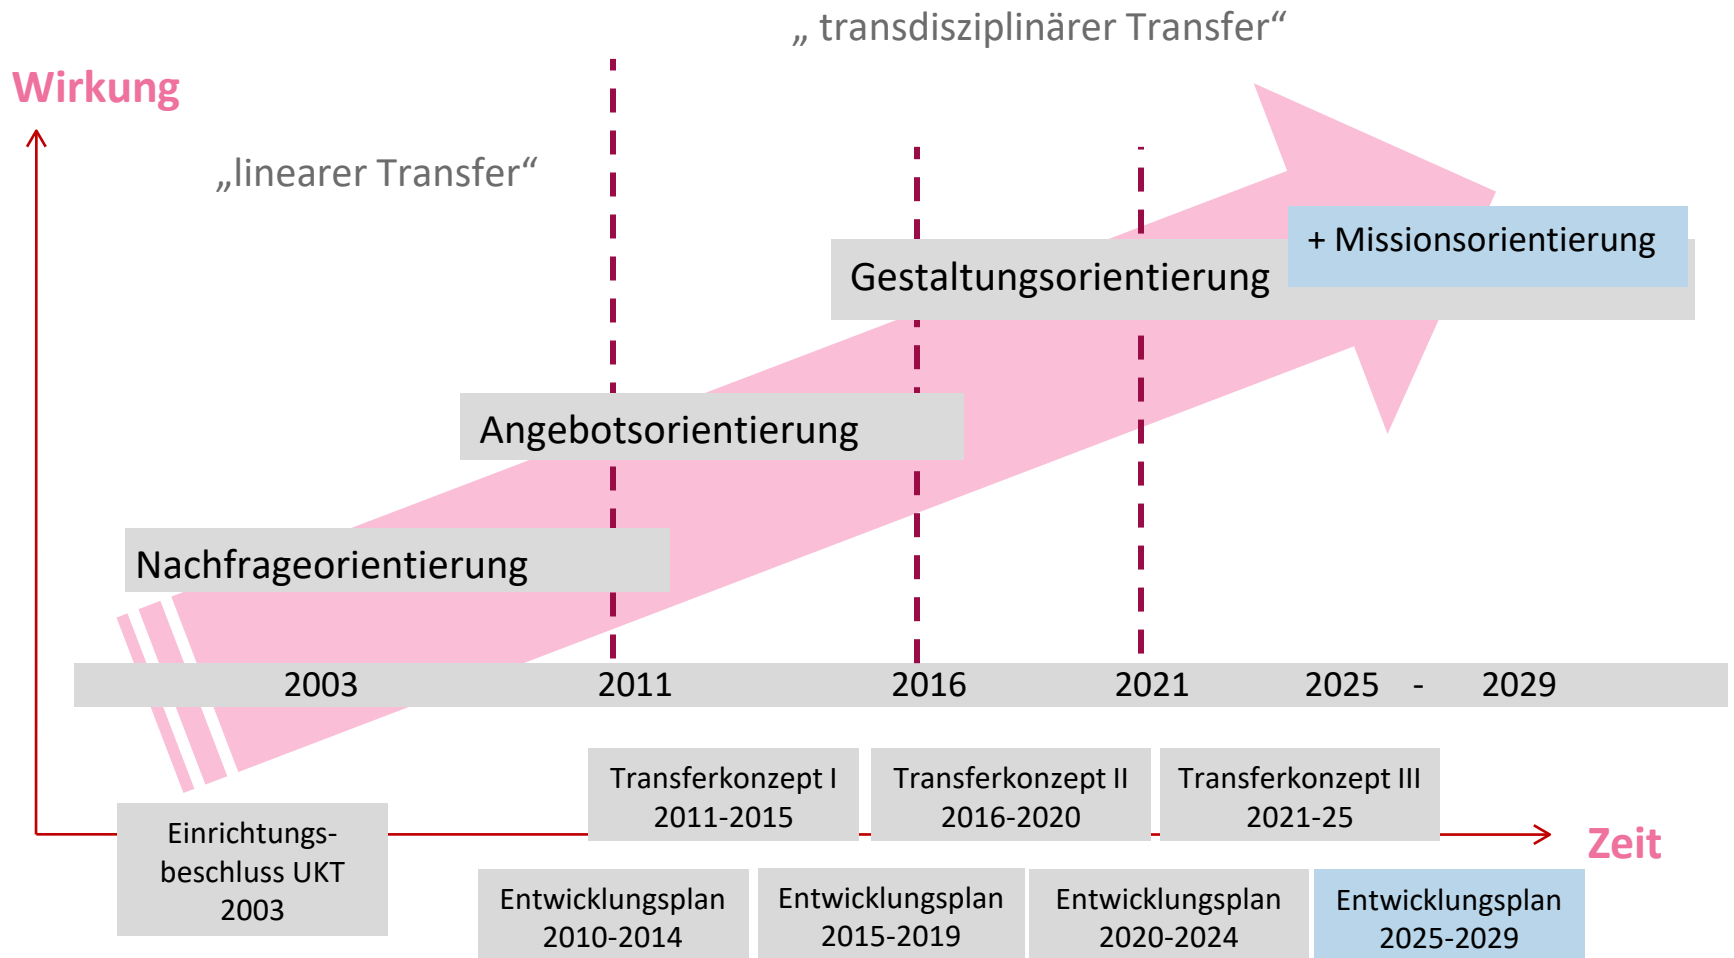 „ transdisziplinärer Transfer“
Wirkung
„linearer Transfer“
+ Missionsorientierung
Gestaltungsorientierung
Angebotsorientierung
Nachfrageorientierung
2003 2011 2016 2021 2025 - 2029
Transferkonzept I
2011-2015
Transferkonzept II
2016-2020
Transferkonzept III
2021-25
Einrichtungs-
beschluss UKT
2003
Zeit
Entwicklungsplan
2010-2014
Entwicklungsplan
2015-2019
Entwicklungsplan
2020-2024
Entwicklungsplan
2025-2029